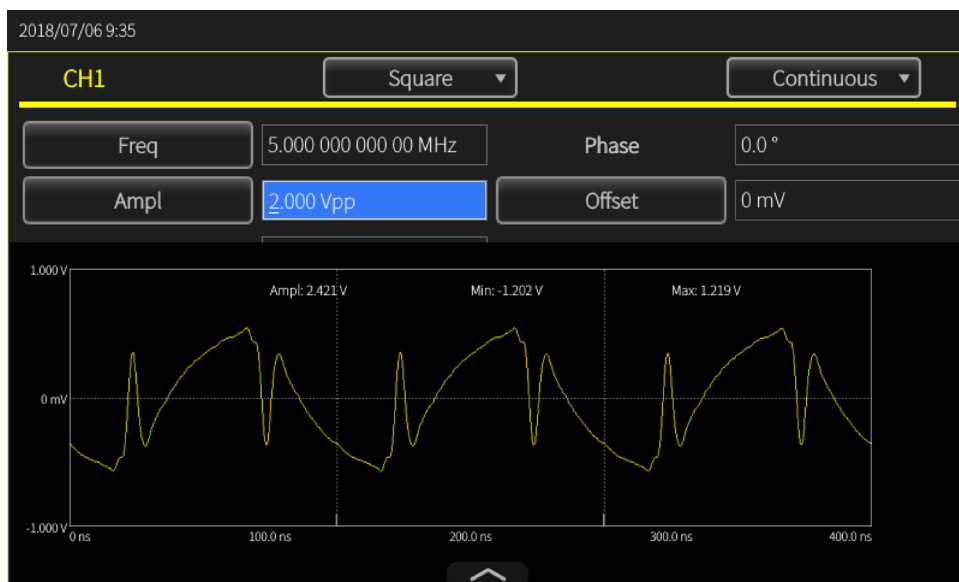 2018/07/06 9:35
CH1 Square Continuous
Freq 5.000 000 000 00 MHz Phase 0.0 °
Ampl 2.000 Vpp Offset 0 mV
1.000 V
Ampl: 2.421 V Min: -1.202 V Max: 1.219 V
0 mV
-1.000 V
0 ns 100.0 ns 200.0 ns 300.0 ns 400.0 ns